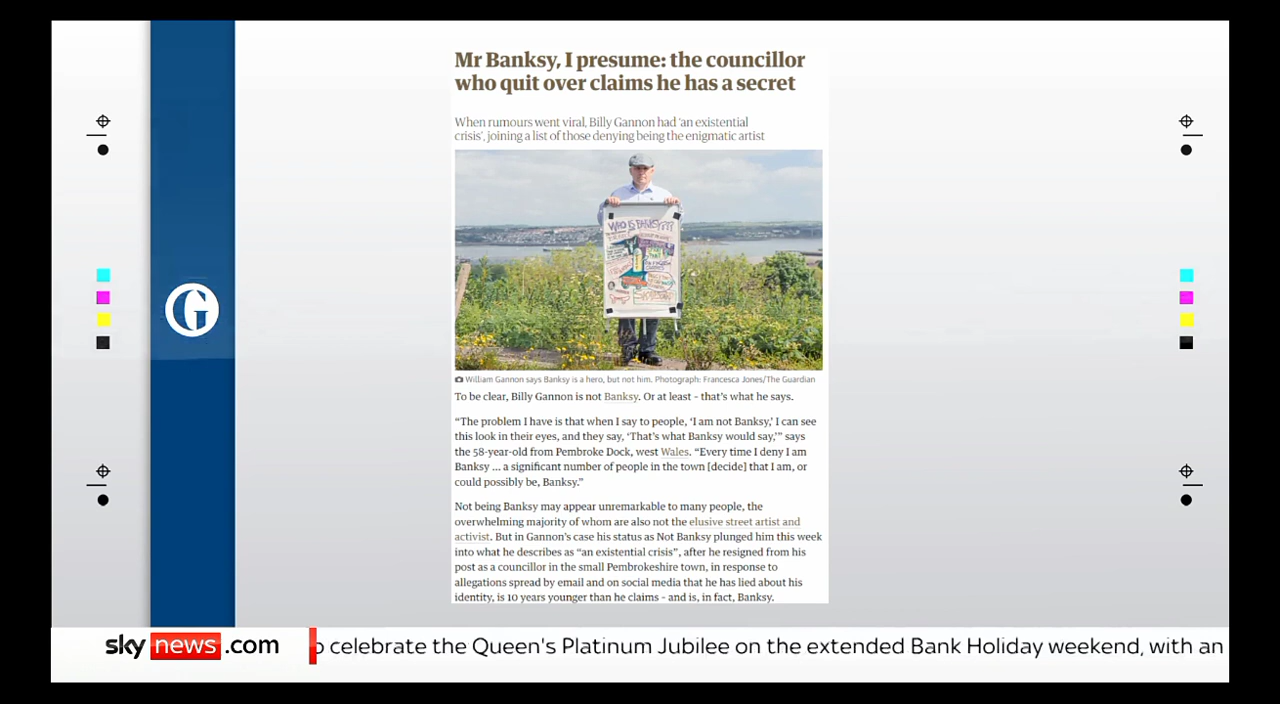 Mr Banksy, I presume: the councillor
who quit over claims he has a secret
When rumours went viral, Billy Gannon had 'an existential
crisis', joining a list of those denying being the enigmatic artist
WHO IS BANKSY???
William Gannon says Banksy is a hero, but not him. Photograph: Francesca Jones/The Guardian
To be clear, Billy Gannon is not Banksy. Or at least – that's what he says.
“The problem I have is that when I say to people, ‘I am not Banksy,’ I can see
this look in their eyes, and they say, ‘That's what Banksy would say,’” says
the 58-year-old from Pembroke Dock, west Wales. “Every time I deny I am
Banksy ... a significant number of people in the town [decide] that I am, or
could possibly be, Banksy.”
Not being Banksy may appear unremarkable to many people, the
overwhelming majority of whom are also not the elusive street artist and
activist. But in Gannon's case his status as Not Banksy plunged him this week
into what he describes as “an existential crisis”, after he resigned from his
post as a councillor in the small Pembrokeshire town, in response to
allegations spread by email and on social media that he has lied about his
identity, is 10 years younger than he claims – and is, in fact, Banksy.
G
sky news.com
o celebrate the Queen's Platinum Jubilee on the extended Bank Holiday weekend, with an